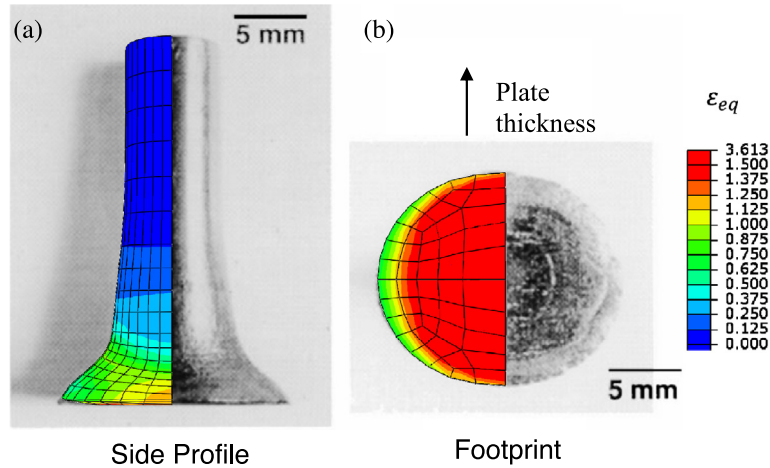 (a)
5 mm
(b)
Plate
thickness
ε_eq
3.613
1.500
1.375
1.250
1.125
1.000
0.875
0.750
0.625
0.500
0.375
0.250
0.125
0.000
5 mm
Side Profile
Footprint